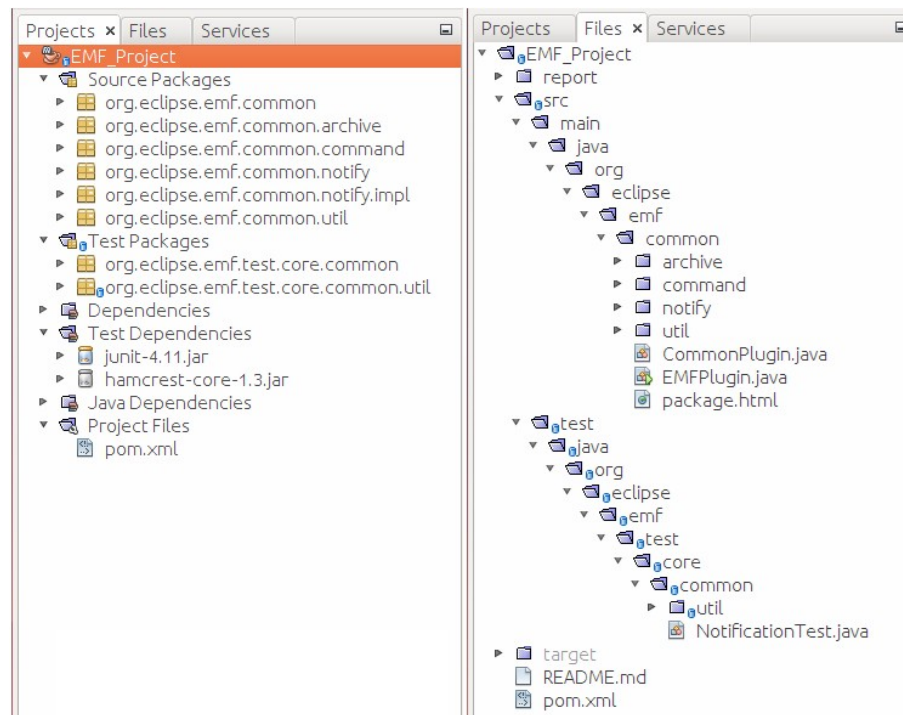 Projects Files Services
EMF_Project
Source Packages
org.eclipse.emf.common
org.eclipse.emf.common.archive
org.eclipse.emf.common.command
org.eclipse.emf.common.notify
org.eclipse.emf.common.notify.impl
org.eclipse.emf.common.util
Test Packages
org.eclipse.emf.test.core.common
org.eclipse.emf.test.core.common.util
Dependencies
Test Dependencies
junit-4.11.jar
hamcrest-core-1.3.jar
Java Dependencies
Project Files
pom.xml
Projects Files Services
EMF_Project
report
src
main
java
org
eclipse
emf
common
archive
command
notify
util
CommonPlugin.java
EMFPlugin.java
package.html
test
java
org
eclipse
emf
test
core
common
util
NotificationTest.java
target
README.md
pom.xml